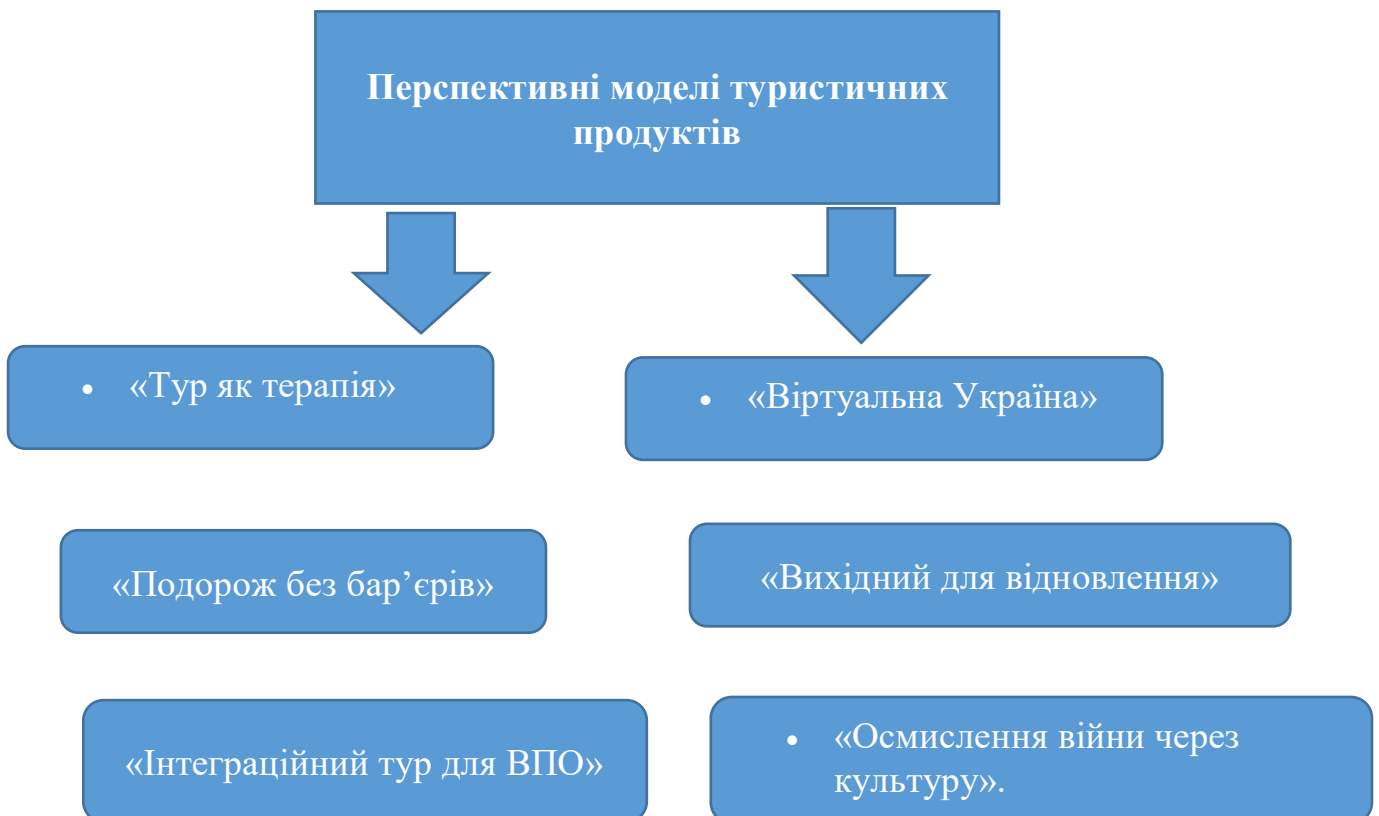 Перспективні моделі туристичних
продуктів
• «Тур як терапія»
• «Віртуальна Україна»
«Подорож без бар’єрів»
«Вихідний для відновлення»
«Інтеграційний тур для ВПО»
• «Осмислення війни через
культуру».